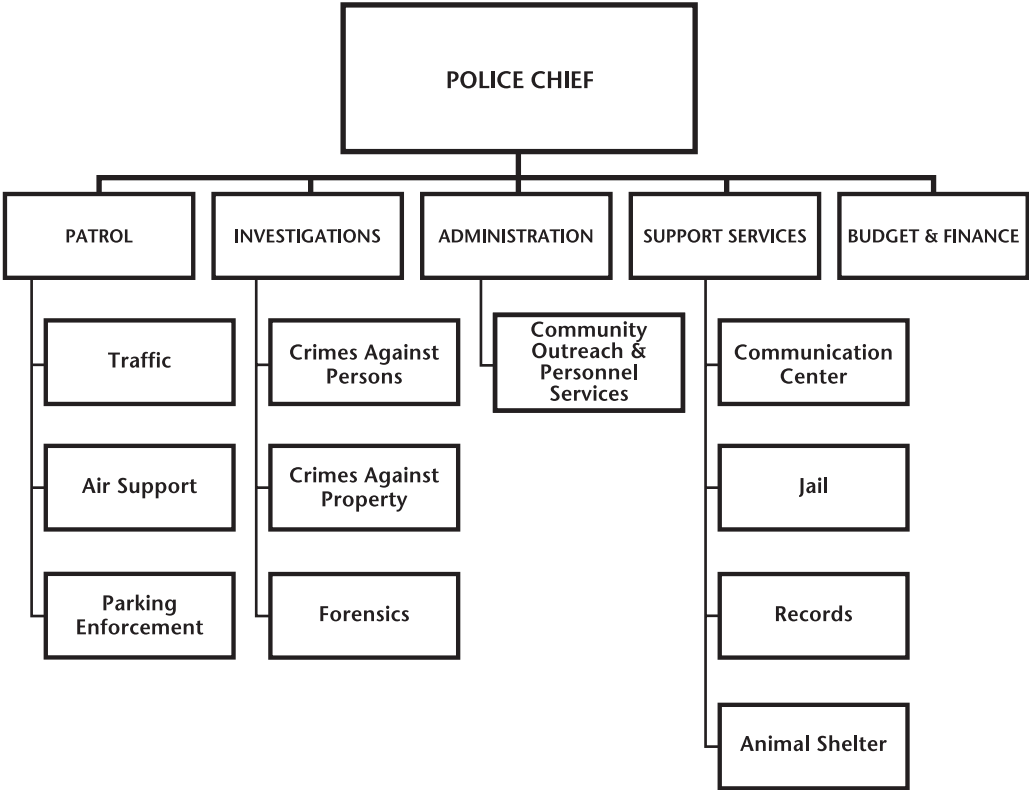 POLICE CHIEF
PATROL
INVESTIGATIONS
ADMINISTRATION
SUPPORT SERVICES
BUDGET & FINANCE
Traffic
Air Support
Parking
Enforcement
Crimes Against
Persons
Crimes Against
Property
Forensics
Community
Outreach &
Personnel
Services
Communication
Center
Jail
Records
Animal Shelter